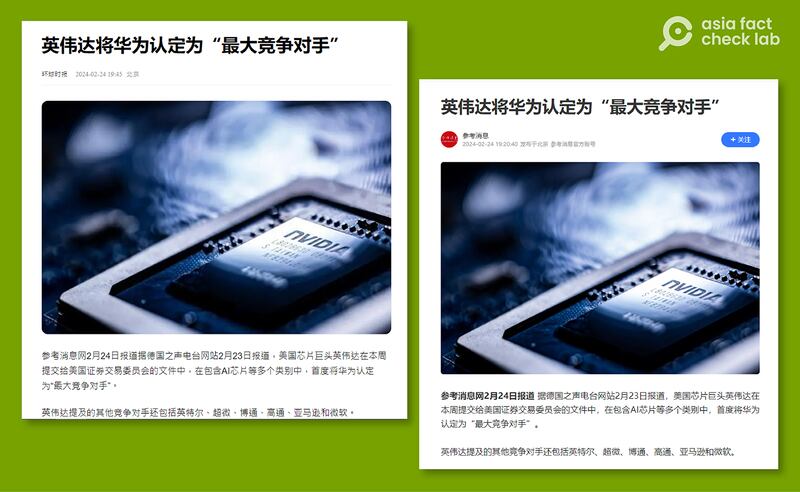 asia fact
check lab
英伟达将华为认定为“最大竞争对手”
环球时报 2024-02-24 19:45 北京
NVIDIA
参考消息网2月24日报道据德国之声电台网站2月23日报道，美国芯片巨头英伟达在本周
提交给美国证券交易委员会的文件中，在包含AI芯片等多个类别中，首度将华为认定
为“最大竞争对手”。
英伟达提及的其他竞争对手还包括英特尔、超微、博通、高通、亚马逊和微软。
英伟达将华为认定为“最大竞争对手”
参考消息
2024-02-24 19:20:40 发布于北京 参考消息官方账号
+ 关注
NVIDIA
参考消息网2月24日报道 据德国之声电台网站2月23日报道，美国芯片巨头英伟达在
本周提交给美国证券交易委员会的文件中，在包含AI芯片等多个类别中，首度将华为
认定为“最大竞争对手”。
英伟达提及的其他竞争对手还包括英特尔、超微、博通、高通、亚马逊和微软。